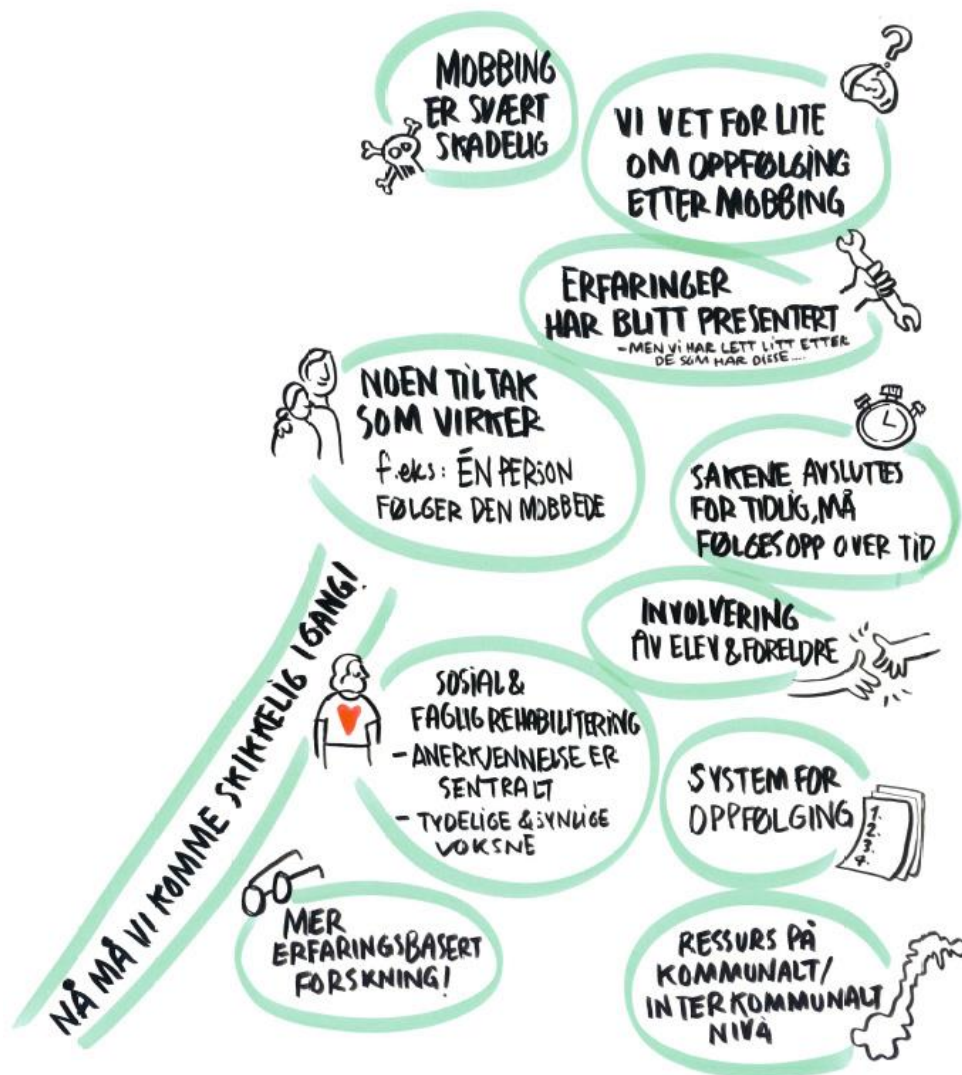 MOBBING
ER SVÆRT
SKADELIG
?
VI VET FOR LITE
OM OPPFØLGING
ETTER MOBBING
ERFARINGER
HAR BLITT PRESENTERT
-MEN VI HAR LETT LITT ETTER
DE SOM HAR DISSE....
NOEN TILTAK
SOM VIRKER
f.eks: ÉN PERSON
FØLGER DEN MOBBEDE
SAKENE AVSLUTTES
FOR TIDLIG, MÅ
FØLGES OPP OVER TID
INVOLVERING
AV ELEV & FORELDRE
SOSIAL &
FAGLIG REHABILITERING
- ANERKJENNELSE ER
SENTRALT
- TYDELIGE & SYNLIGE
VOKSNE
SYSTEM FOR
OPPFØLGING
1.
2.
3.
4.
MER
ERFARINGSBASERT
FORSKNING!
RESSURS PÅ
KOMMUNALT/
INTERKOMMUNALT
NIVÅ
NÅ MÅ VI KOMME SKIKKELIG IGANG!